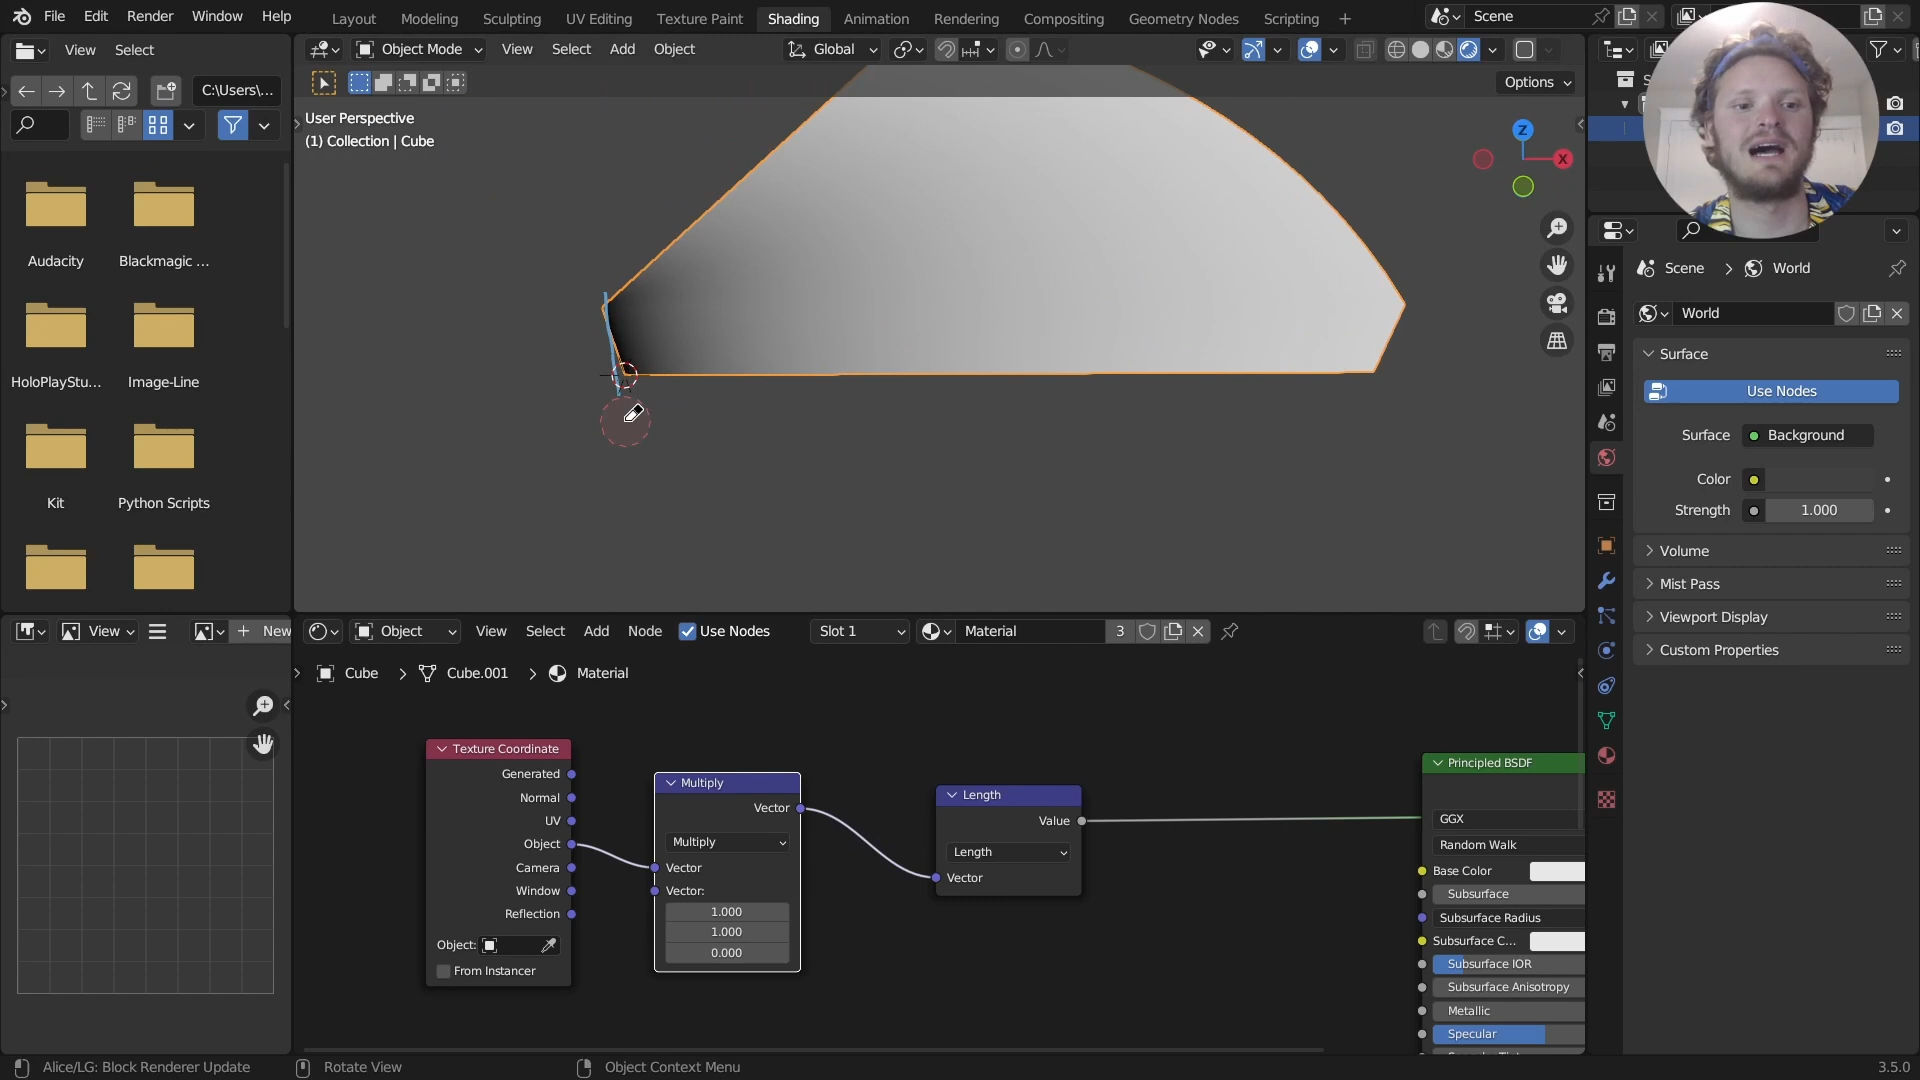 File Edit Render Window Help
Layout Modeling Sculpting UV Editing Texture Paint Shading Animation Rendering Compositing Geometry Nodes Scripting +
Scene
View Select
Object Mode View Select Add Object Global
Options
C:\Users\...
User Perspective
(1) Collection | Cube
Z
X
Audacity Blackmagic ...
HoloPlayStu... Image-Line
Kit Python Scripts
Scene > World
World
Surface
Use Nodes
Surface Background
Color
Strength 1.000
Volume
Mist Pass
Viewport Display
Custom Properties
View + New
Object View Select Add Node Use Nodes Slot 1 Material 3
Cube > Cube.001 > Material
Texture Coordinate
Generated
Normal
UV
Object
Camera
Window
Reflection
Object:
From Instancer
Multiply
Vector
Multiply
Vector
Vector:
1.000
1.000
0.000
Length
Value
Length
Vector
Principled BSDF
GGX
Random Walk
Base Color
Subsurface
Subsurface Radius
Subsurface C...
Subsurface IOR
Subsurface Anisotropy
Metallic
Specular
Alice/LG: Block Renderer Update Rotate View Object Context Menu 3.5.0